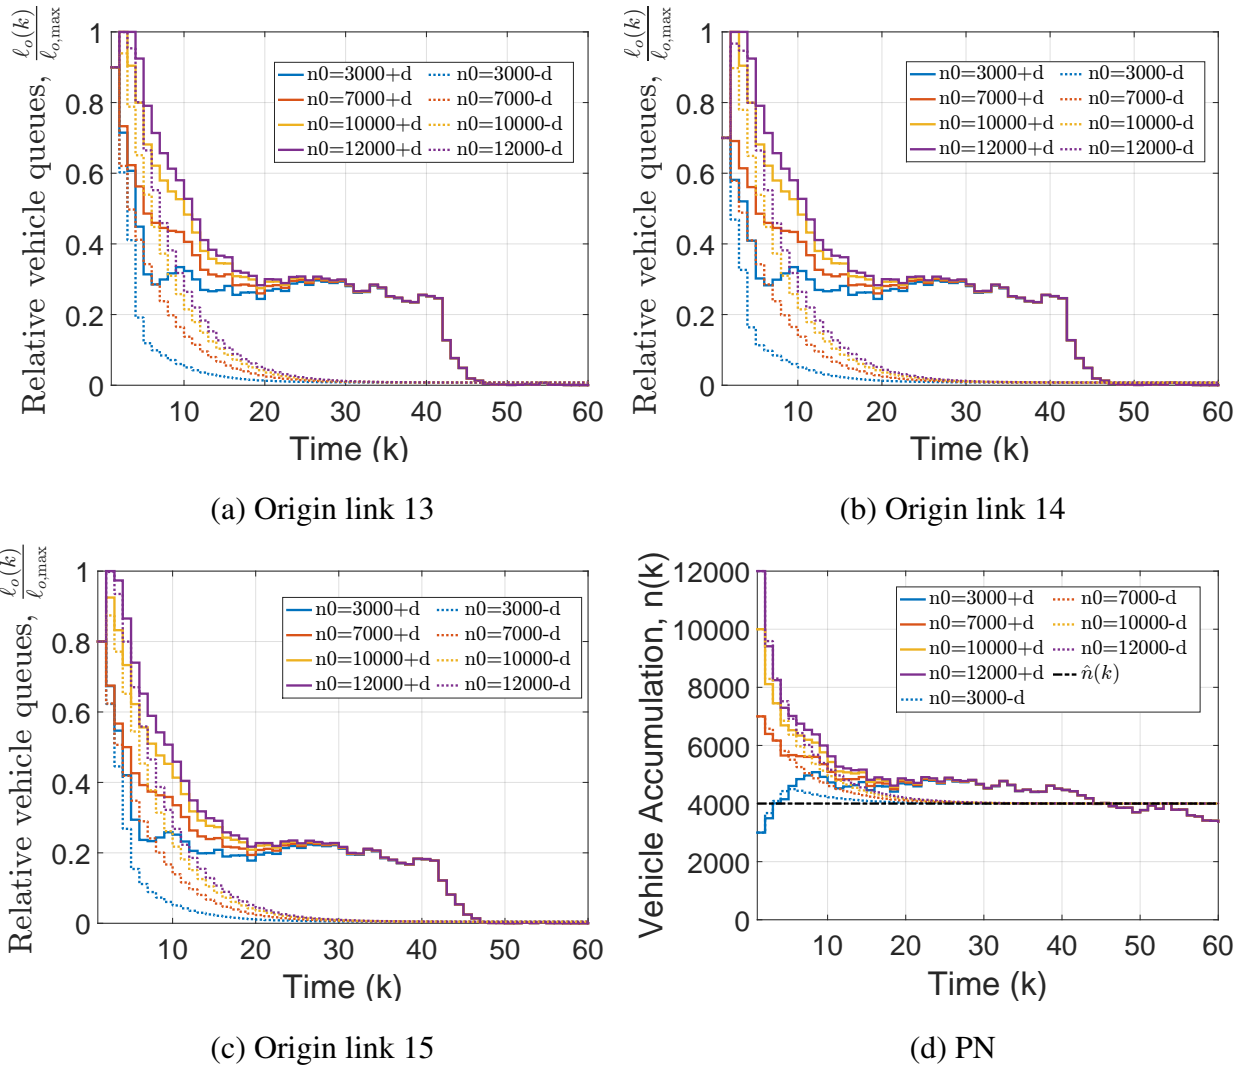 Relative vehicle queues, ℓo(k)/ℓo,max
1
0.8
0.6
0.4
0.2
0
n0=3000+d n0=3000-d
n0=7000+d n0=7000-d
n0=10000+d n0=10000-d
n0=12000+d n0=12000-d
10 20 30 40 50 60
Time (k)
(a) Origin link 13
Relative vehicle queues, ℓo(k)/ℓo,max
1
0.8
0.6
0.4
0.2
0
n0=3000+d n0=3000-d
n0=7000+d n0=7000-d
n0=10000+d n0=10000-d
n0=12000+d n0=12000-d
10 20 30 40 50 60
Time (k)
(b) Origin link 14
Relative vehicle queues, ℓo(k)/ℓo,max
1
0.8
0.6
0.4
0.2
0
n0=3000+d n0=3000-d
n0=7000+d n0=7000-d
n0=10000+d n0=10000-d
n0=12000+d n0=12000-d
10 20 30 40 50 60
Time (k)
(c) Origin link 15
Vehicle Accumulation, n(k)
12000
10000
8000
6000
4000
2000
0
n0=3000+d n0=7000-d
n0=7000+d n0=10000-d
n0=10000+d n0=12000-d
n0=12000+d n̂(k)
n0=3000-d
10 20 30 40 50 60
Time (k)
(d) PN